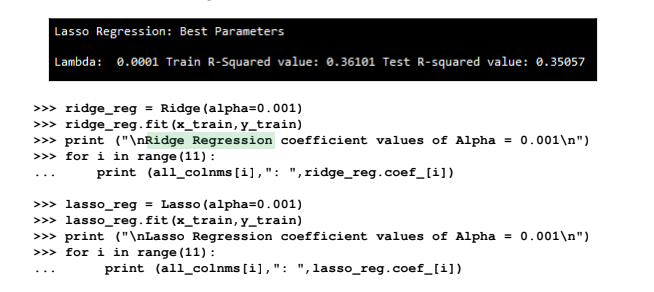 Lasso Regression: Best Parameters
Lambda:  0.0001 Train R-Squared value: 0.36101 Test R-squared value: 0.35057
>>> ridge_reg = Ridge(alpha=0.001)
>>> ridge_reg.fit(x_train,y_train)
>>> print ("\nRidge Regression coefficient values of Alpha = 0.001\n")
>>> for i in range(11):
...     print (all_colnms[i],": ",ridge_reg.coef_[i])
>>> lasso_reg = Lasso(alpha=0.001)
>>> lasso_reg.fit(x_train,y_train)
>>> print ("\nLasso Regression coefficient values of Alpha = 0.001\n")
>>> for i in range(11):
...      print (all_colnms[i],": ",lasso_reg.coef_[i])